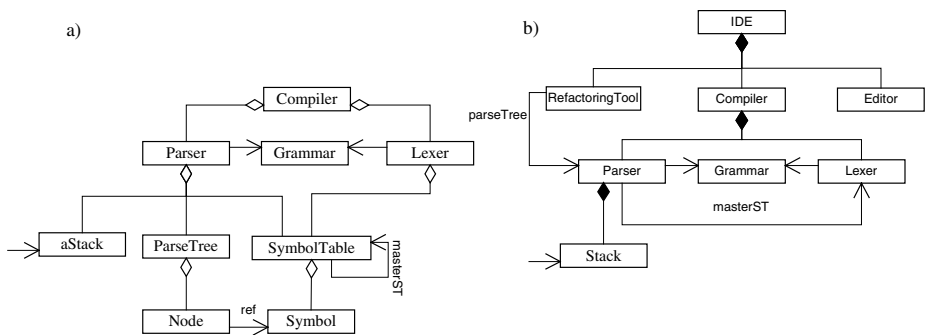 a)
Compiler
Parser
Grammar
Lexer
aStack
ParseTree
SymbolTable
masterST
Node
ref
Symbol
b)
IDE
RefactoringTool
Compiler
Editor
parseTree
Parser
Grammar
Lexer
masterST
Stack